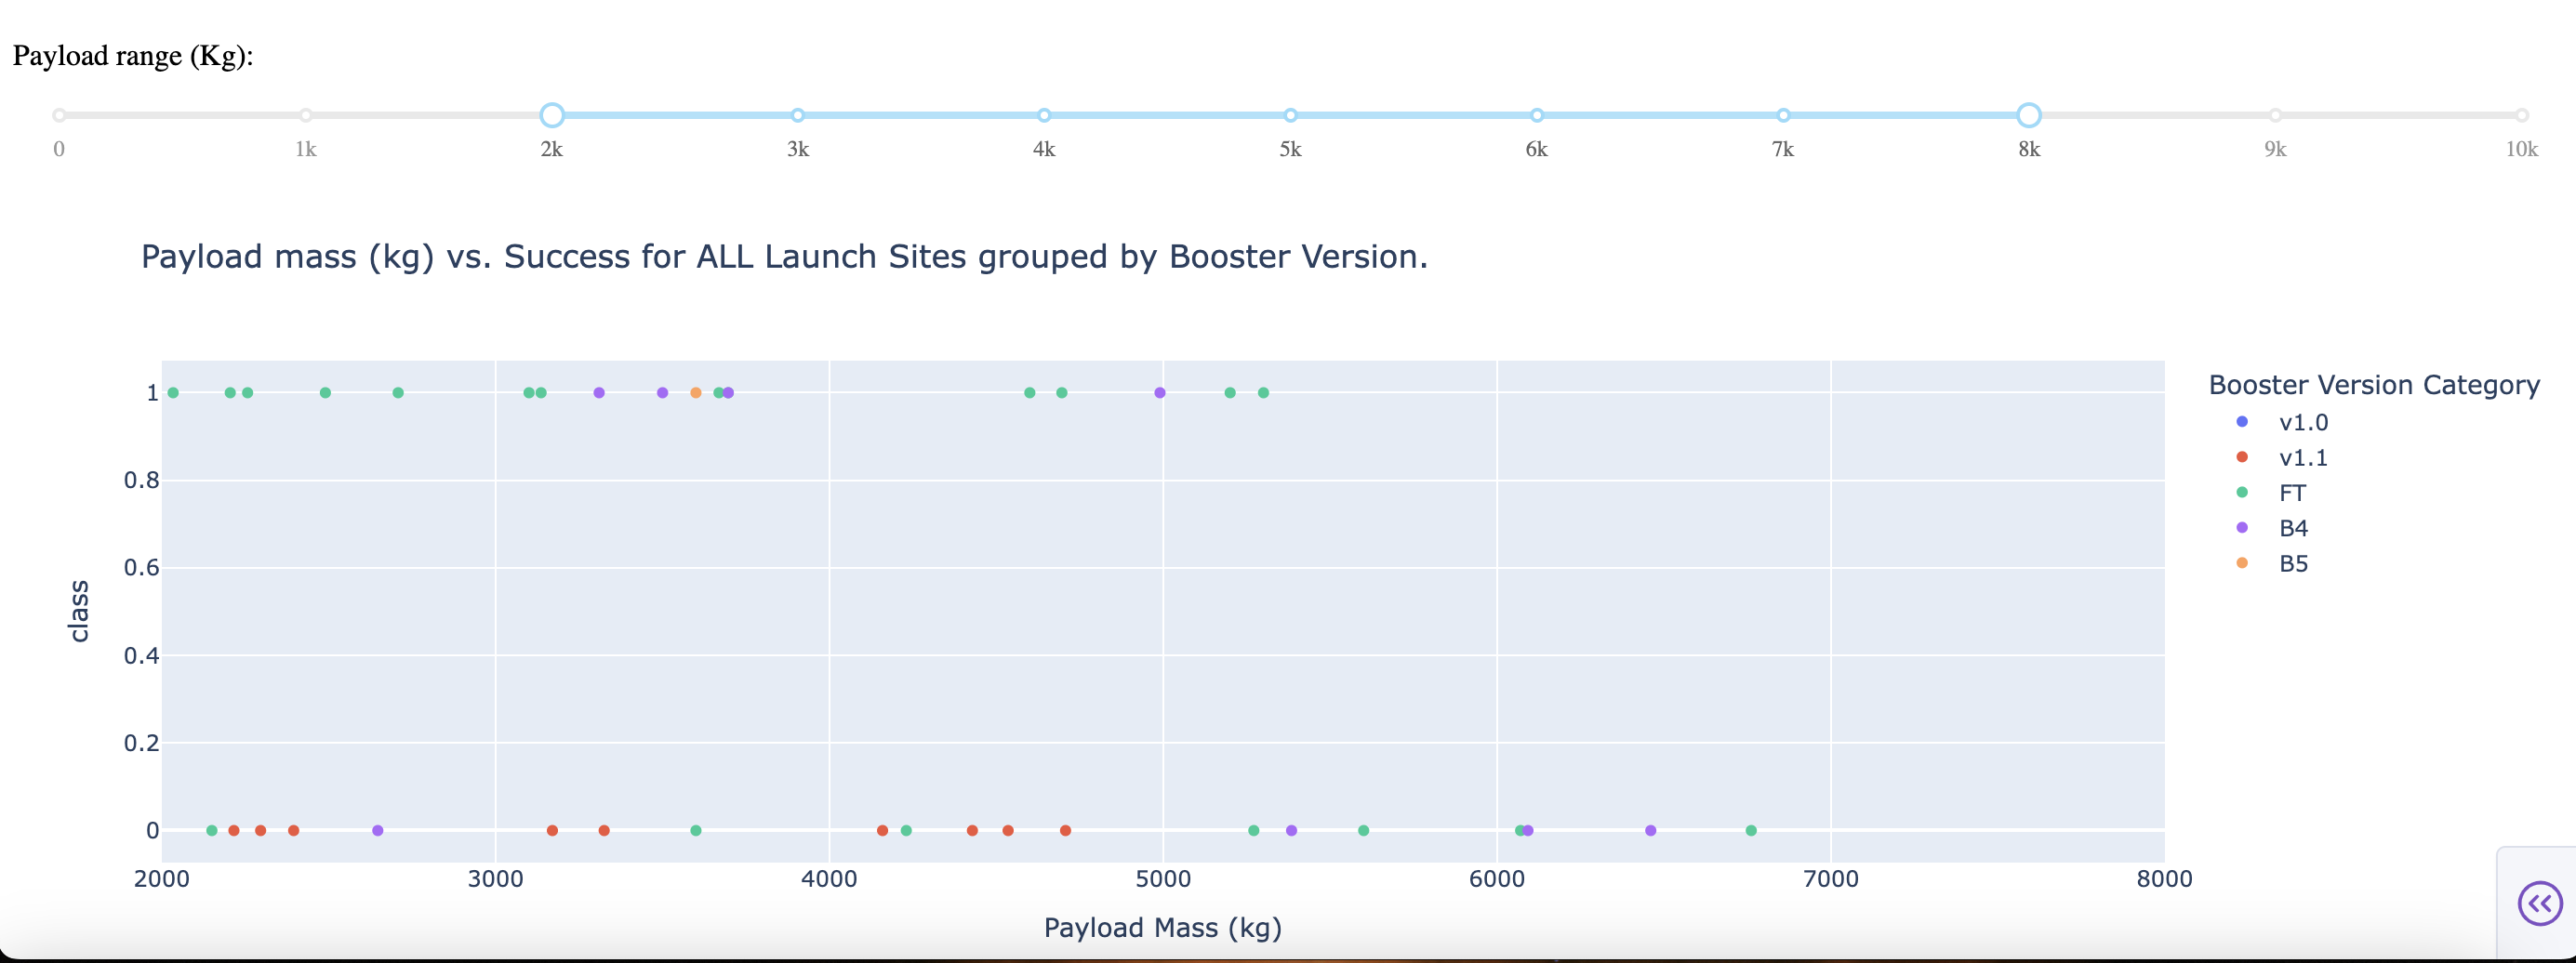 Payload range (Kg):
0 1k 2k 3k 4k 5k 6k 7k 8k 9k 10k
Payload mass (kg) vs. Success for ALL Launch Sites grouped by Booster Version.
Booster Version Category
v1.0
v1.1
FT
B4
B5
1
0.8
0.6
0.4
0.2
0
class
2000 3000 4000 5000 6000 7000 8000
Payload Mass (kg)